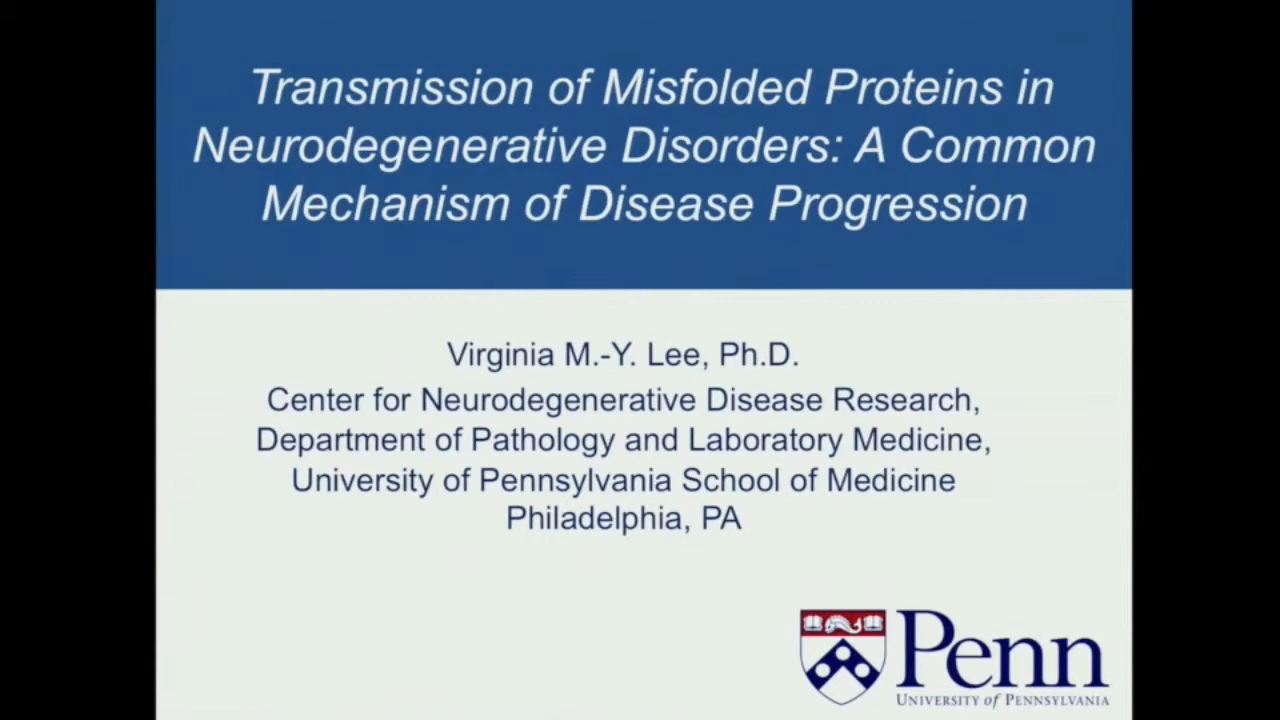 Transmission of Misfolded Proteins in
Neurodegenerative Disorders: A Common
Mechanism of Disease Progression
Virginia M.-Y. Lee, Ph.D.
Center for Neurodegenerative Disease Research,
Department of Pathology and Laboratory Medicine,
University of Pennsylvania School of Medicine
Philadelphia, PA
Penn
UNIVERSITY of PENNSYLVANIA